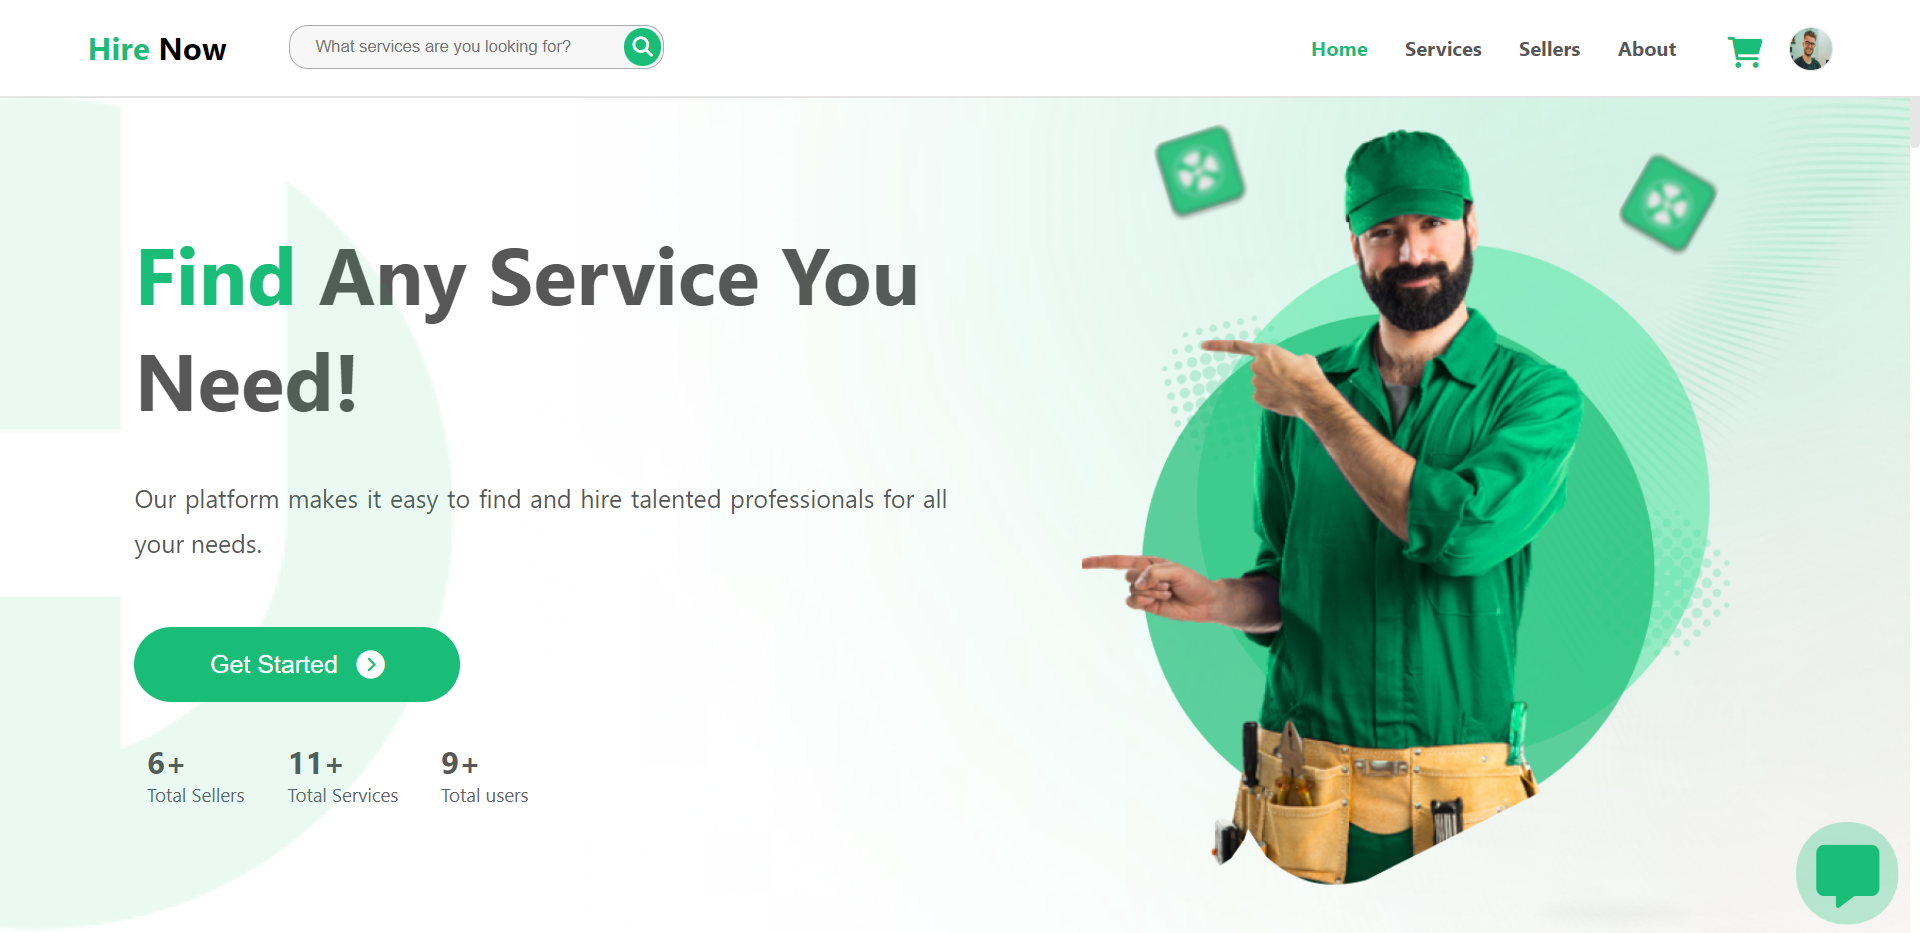 Hire Now
What services are you looking for?
Home
Services
Sellers
About
Find Any Service You
Need!
Our platform makes it easy to find and hire talented professionals for all
your needs.
Get Started
6+
Total Sellers
11+
Total Services
9+
Total users